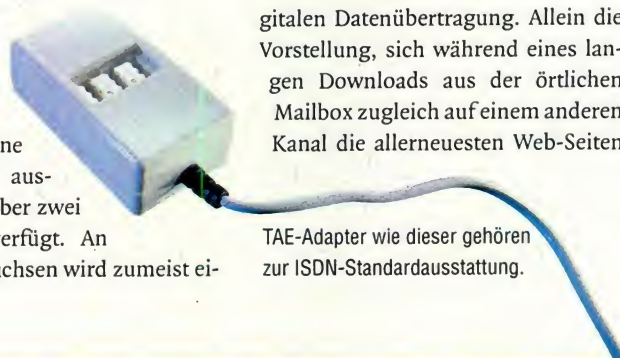 ne
aus-
ber zwei
erfügt. An
uchsen wird zumeist ei-
gitalen Datenübertragung. Allein die
Vorstellung, sich während eines lan-
gen Downloads aus der örtlichen
Mailbox zugleich auf einem anderen
Kanal die allerneuesten Web-Seiten
TAE-Adapter wie dieser gehören
zur ISDN-Standardausstattung.